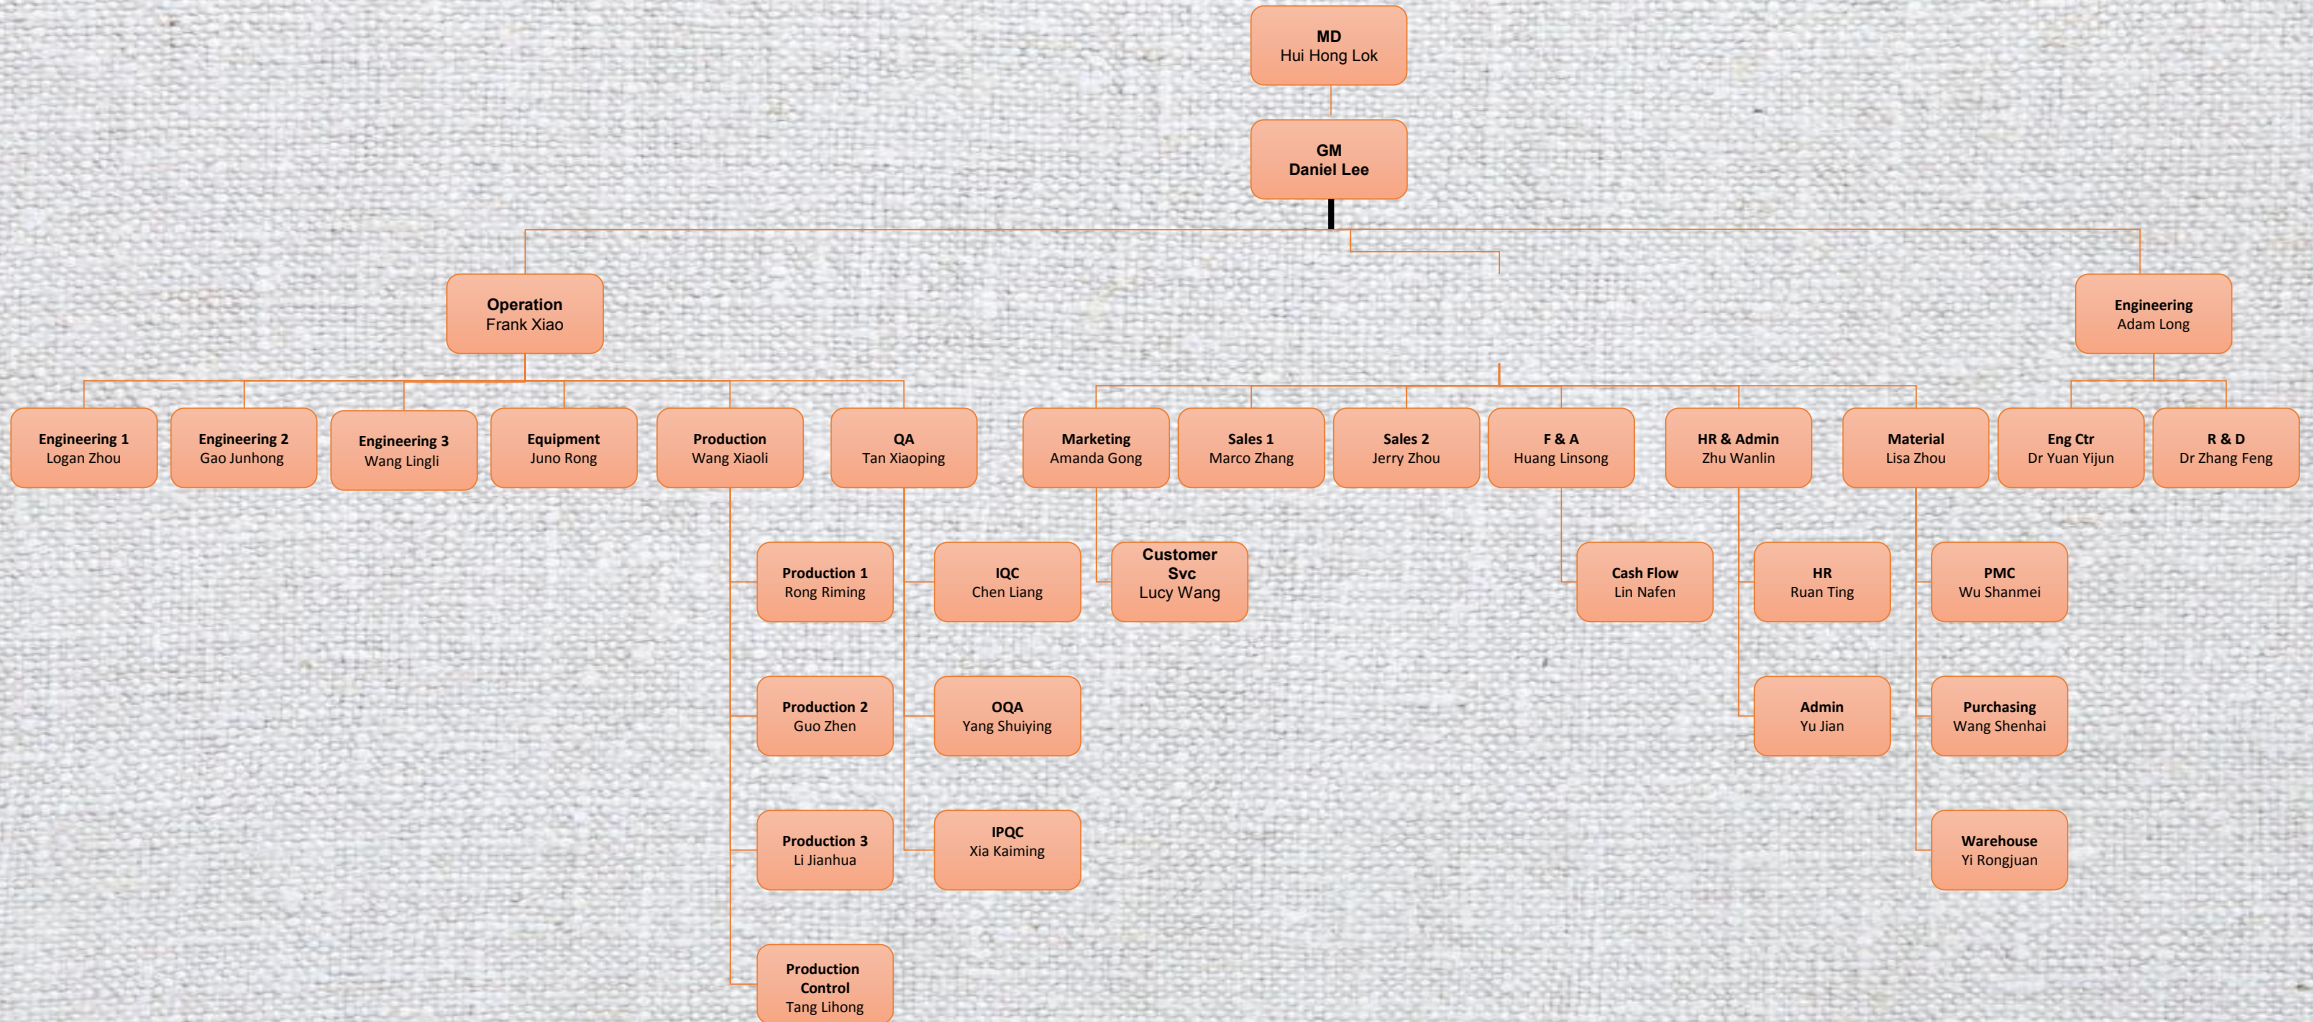 MD
Hui Hong Lok
GM
Daniel Lee
Operation
Frank Xiao
Engineering
Adam Long
Engineering 1
Logan Zhou
Engineering 2
Gao Junhong
Engineering 3
Wang Lingli
Equipment
Juno Rong
Production
Wang Xiaoli
QA
Tan Xiaoping
Marketing
Amanda Gong
Sales 1
Marco Zhang
Sales 2
Jerry Zhou
F & A
Huang Linsong
HR & Admin
Zhu Wanlin
Material
Lisa Zhou
Eng Ctr
Dr Yuan Yijun
R & D
Dr Zhang Feng
Production 1
Rong Riming
IQC
Chen Liang
Customer
Svc
Lucy Wang
Cash Flow
Lin Nafen
HR
Ruan Ting
PMC
Wu Shanmei
Production 2
Guo Zhen
OQA
Yang Shuiying
Admin
Yu Jian
Purchasing
Wang Shenhai
Production 3
Li Jianhua
IPQC
Xia Kaiming
Warehouse
Yi Rongjuan
Production
Control
Tang Lihong